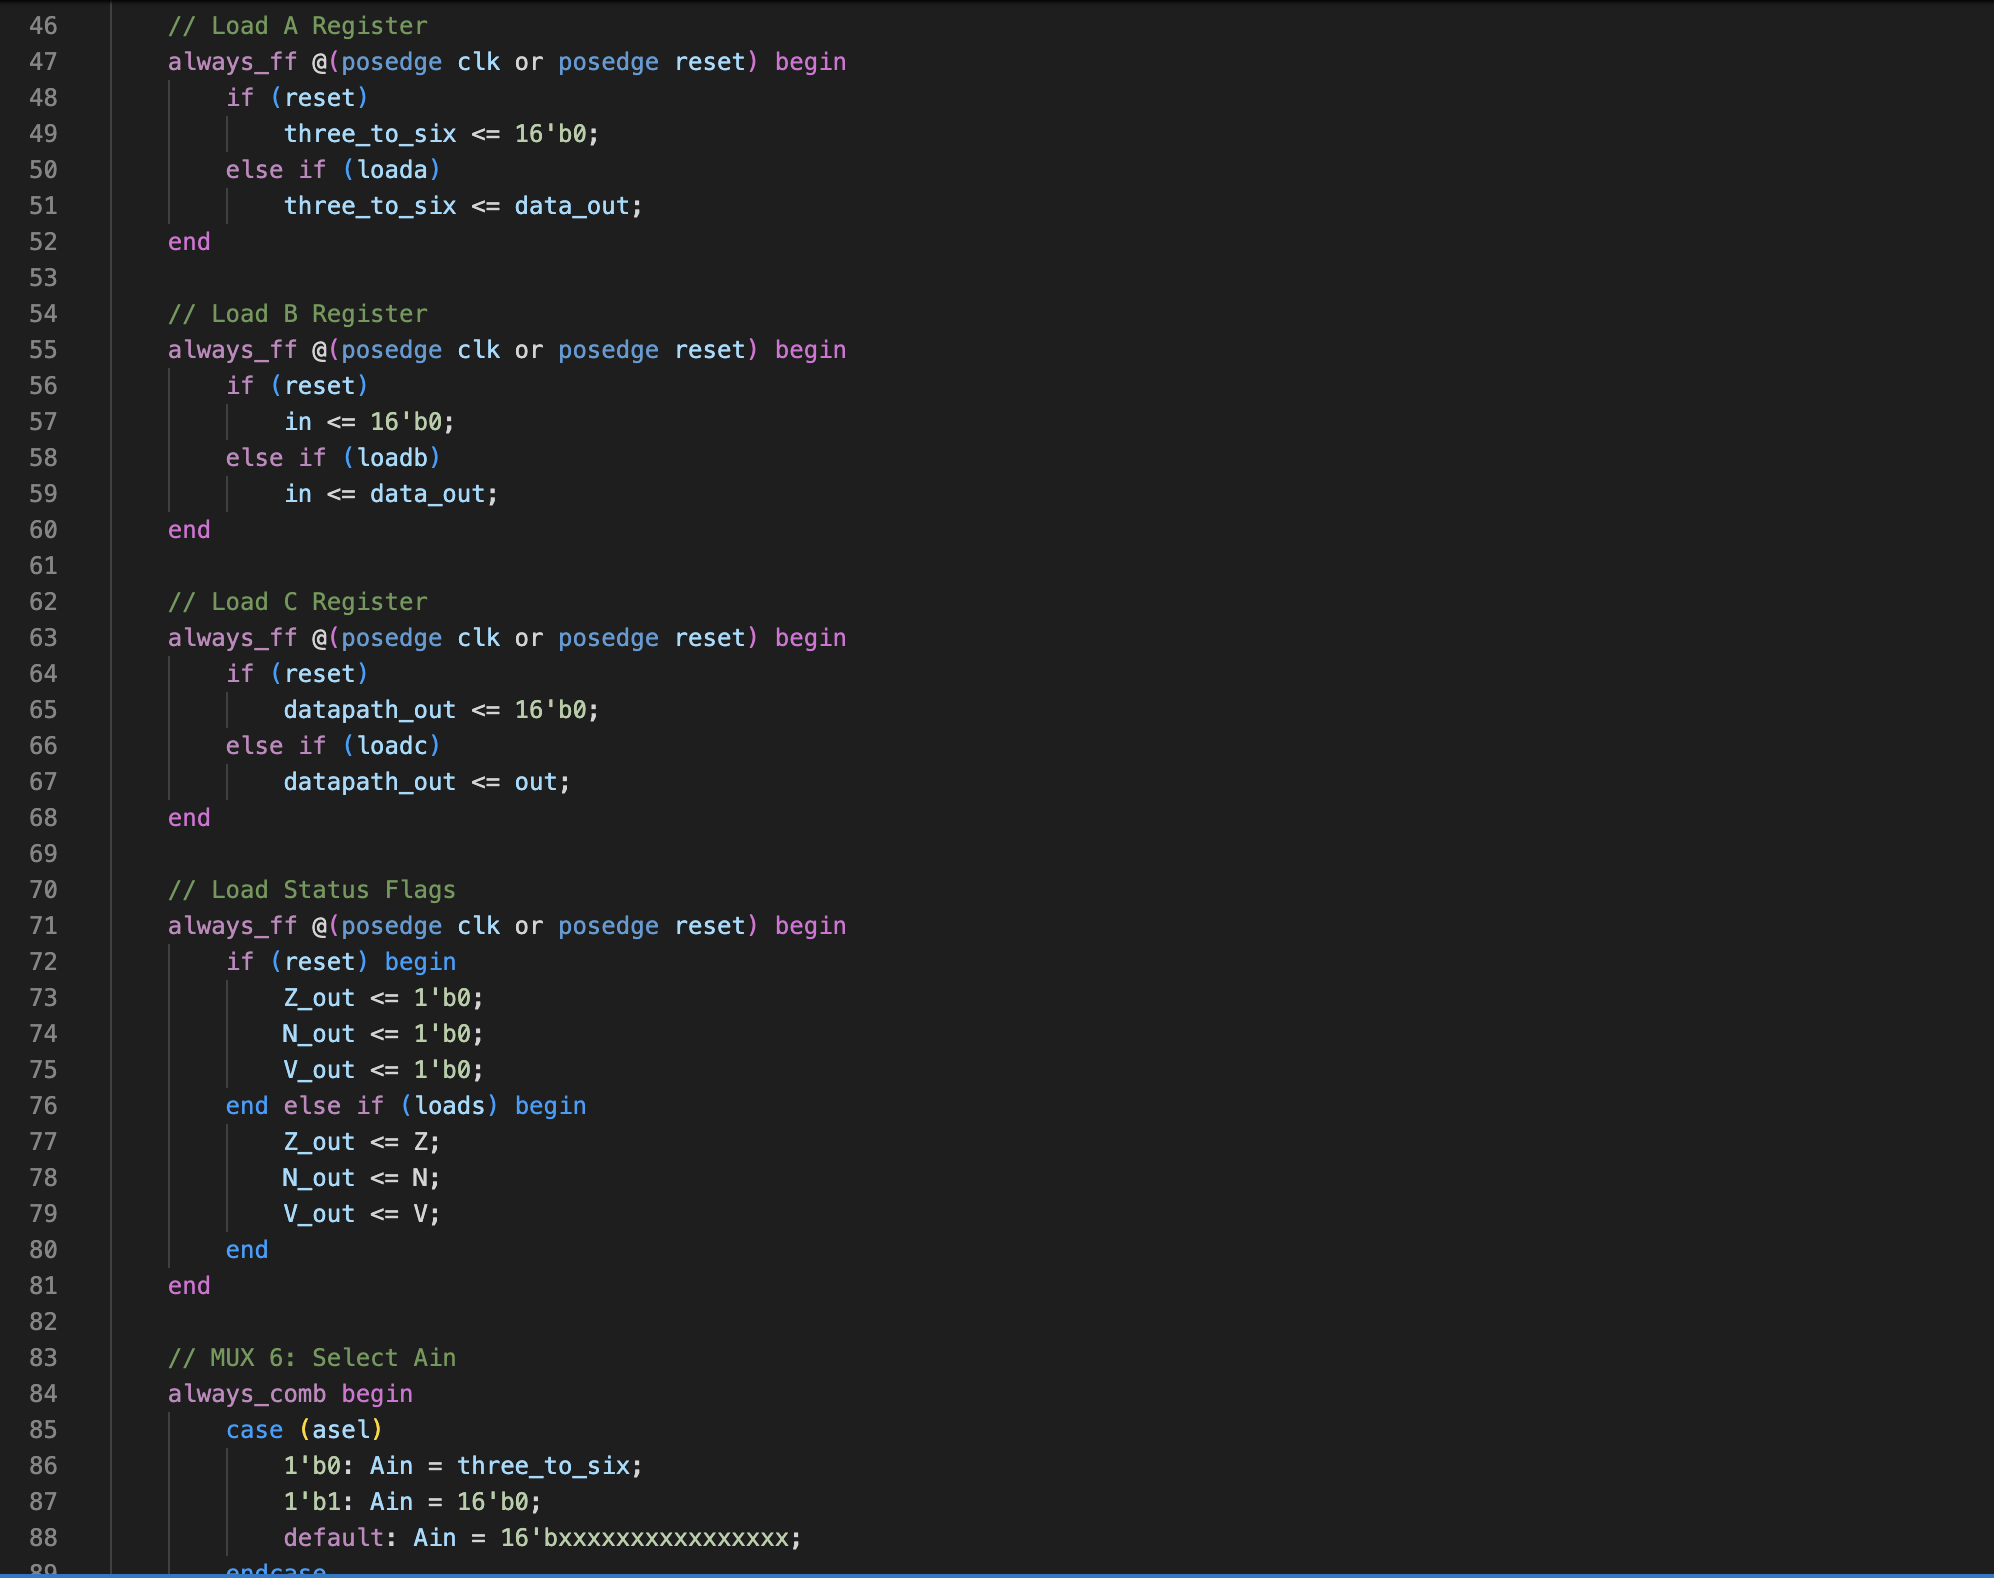 46 // Load A Register
47 always_ff @(posedge clk or posedge reset) begin
48 if (reset)
49 three_to_six <= 16'b0;
50 else if (loada)
51 three_to_six <= data_out;
52 end
53
54 // Load B Register
55 always_ff @(posedge clk or posedge reset) begin
56 if (reset)
57 in <= 16'b0;
58 else if (loadb)
59 in <= data_out;
60 end
61
62 // Load C Register
63 always_ff @(posedge clk or posedge reset) begin
64 if (reset)
65 datapath_out <= 16'b0;
66 else if (loadc)
67 datapath_out <= out;
68 end
69
70 // Load Status Flags
71 always_ff @(posedge clk or posedge reset) begin
72 if (reset) begin
73 Z_out <= 1'b0;
74 N_out <= 1'b0;
75 V_out <= 1'b0;
76 end else if (loads) begin
77 Z_out <= Z;
78 N_out <= N;
79 V_out <= V;
80 end
81 end
82
83 // MUX 6: Select Ain
84 always_comb begin
85 case (asel)
86 1'b0: Ain = three_to_six;
87 1'b1: Ain = 16'b0;
88 default: Ain = 16'bxxxxxxxxxxxxxxxx;
89 endcase